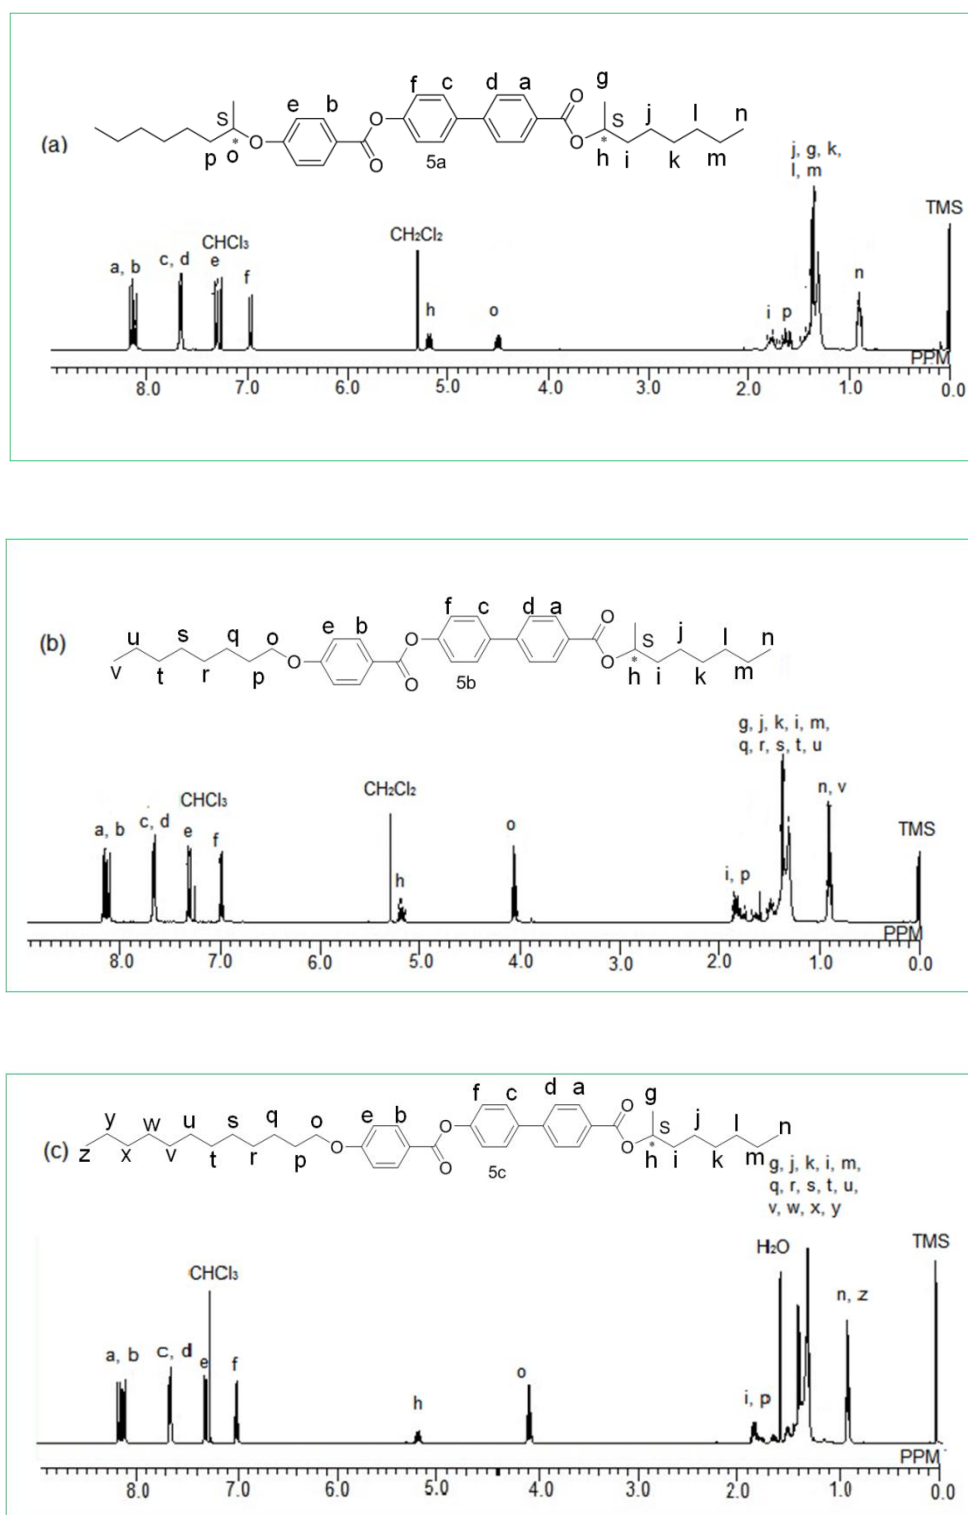 g
f c d a
e b j l n
S O S
(a) O O
* O * 
p o O 5a h i k m
j, g, k,
l, m
TMS
CH₂Cl₂
CHCl₃
c, d e
a, b f n
h o i p
PPM
8.0 7.0 6.0 5.0 4.0 3.0 2.0 1.0 0.0
f c d a
(b) u s q o e b O S j l n
v t r p O O O *
O 5b h i k m
g, j, k, i, m,
q, r, s, t, u
CH₂Cl₂
CHCl₃ n, v
c, d o TMS
a, b e f
h i, p
PPM
8.0 7.0 6.0 5.0 4.0 3.0 2.0 1.0 0.0
f c d a g
y w u s q o e b O S j l n
(c) z x v t r p O O O *
O 5c h i k m
g, j, k, i, m,
q, r, s, t, u,
v, w, x, y
H₂O TMS
CHCl₃
n, z
a, b c, d e f o
h i, p
PPM
8.0 7.0 6.0 5.0 4.0 3.0 2.0 1.0 0.0